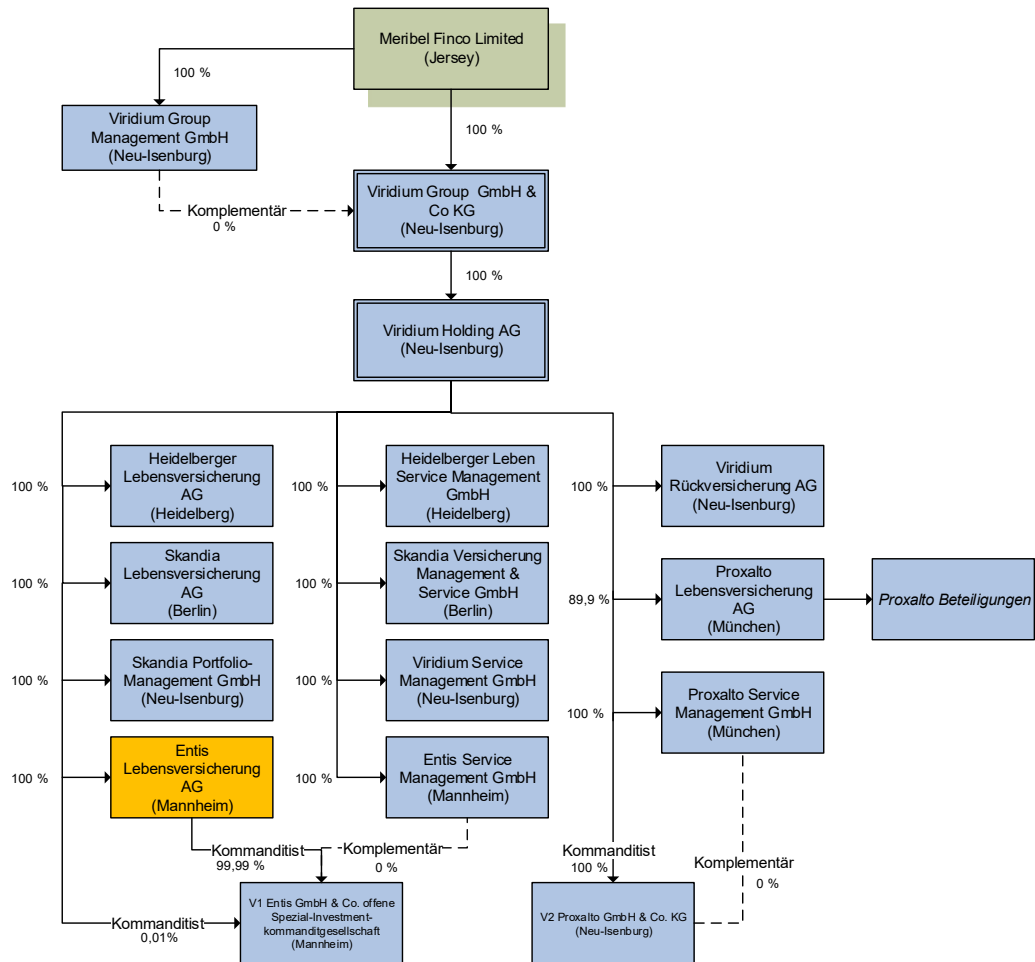 Meribel Finco Limited
(Jersey)
100 %
Viridium Group
Management GmbH
(Neu-Isenburg)
100 %
Viridium Group GmbH &
Co KG
(Neu-Isenburg)
Komplementär
0 %
100 %
Viridium Holding AG
(Neu-Isenburg)
100 %
Heidelberger
Lebensversicherung
AG
(Heidelberg)
100 %
Heidelberger Leben
Service Management
GmbH
(Heidelberg)
100 %
Viridium
Rückversicherung AG
(Neu-Isenburg)
100 %
Skandia
Lebensversicherung
AG
(Berlin)
100 %
Skandia Versicherung
Management &
Service GmbH
(Berlin)
89,9 %
Proxalto
Lebensversicherung
AG
(München)
Proxalto Beteiligungen
100 %
Skandia Portfolio-
Management GmbH
(Neu-Isenburg)
100 %
Viridium Service
Management GmbH
(Neu-Isenburg)
100 %
Proxalto Service
Management GmbH
(München)
100 %
Entis
Lebensversicherung
AG
(Mannheim)
100 %
Entis Service
Management GmbH
(Mannheim)
Kommanditist
99,99 %
Komplementär
0 %
Kommanditist
100 %
Komplementär
0 %
Kommanditist
0,01%
V1 Entis GmbH & Co. offene
Spezial-Investment-
kommanditgesellschaft
(Mannheim)
V2 Proxalto GmbH & Co. KG
(Neu-Isenburg)